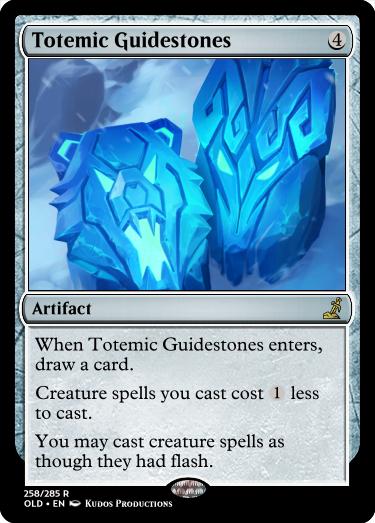 Totemic Guidestones 4
Artifact
When Totemic Guidestones enters,
draw a card.
Creature spells you cast cost 1 less
to cast.
You may cast creature spells as
though they had flash.
258/285 R
OLD • EN Kudos Productions